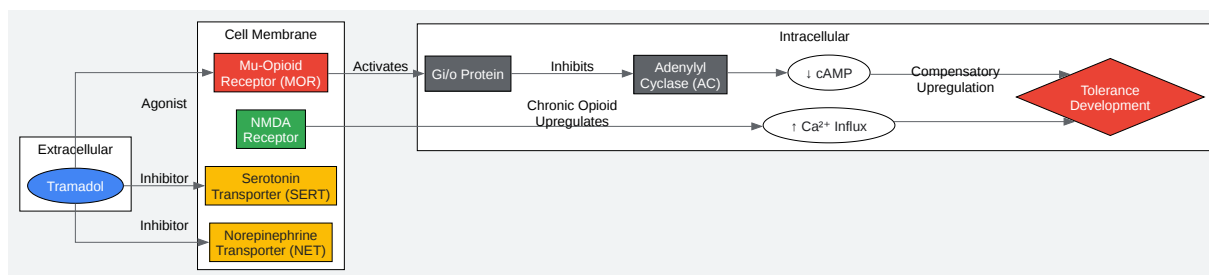 Cell Membrane
Intracellular
Mu-Opioid
Receptor (MOR)
Activates
Gi/o Protein
Inhibits
Adenylyl
Cyclase (AC)
↓ cAMP
Compensatory
Upregulation
Tolerance
Development
Agonist
NMDA
Receptor
Chronic Opioid
Upregulates
↑ Ca²⁺ Influx
Extracellular
Tramadol
Inhibitor
Serotonin
Transporter (SERT)
Inhibitor
Norepinephrine
Transporter (NET)